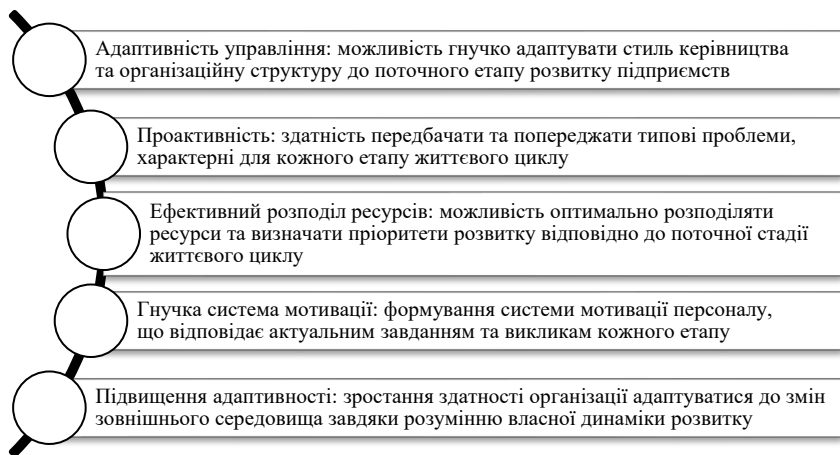 Адаптивність управління: можливість гнучко адаптувати стиль керівництва
та організаційну структуру до поточного етапу розвитку підприємств
Проактивність: здатність передбачати та попереджати типові проблеми,
характерні для кожного етапу життєвого циклу
Ефективний розподіл ресурсів: можливість оптимально розподіляти
ресурси та визначати пріоритети розвитку відповідно до поточної стадії
життєвого циклу
Гнучка система мотивації: формування системи мотивації персоналу,
що відповідає актуальним завданням та викликам кожного етапу
Підвищення адаптивності: зростання здатності організації адаптуватися до змін
зовнішнього середовища завдяки розумінню власної динаміки розвитку